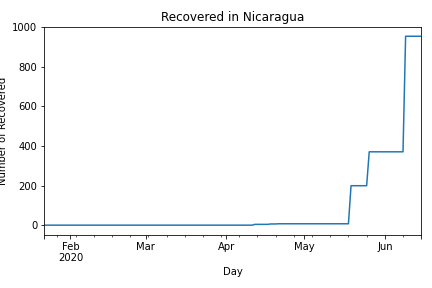 Recovered in Nicaragua
Number of Recovered
1000
800
600
400
200
0
Feb
2020
Mar
Apr
May
Jun
Day